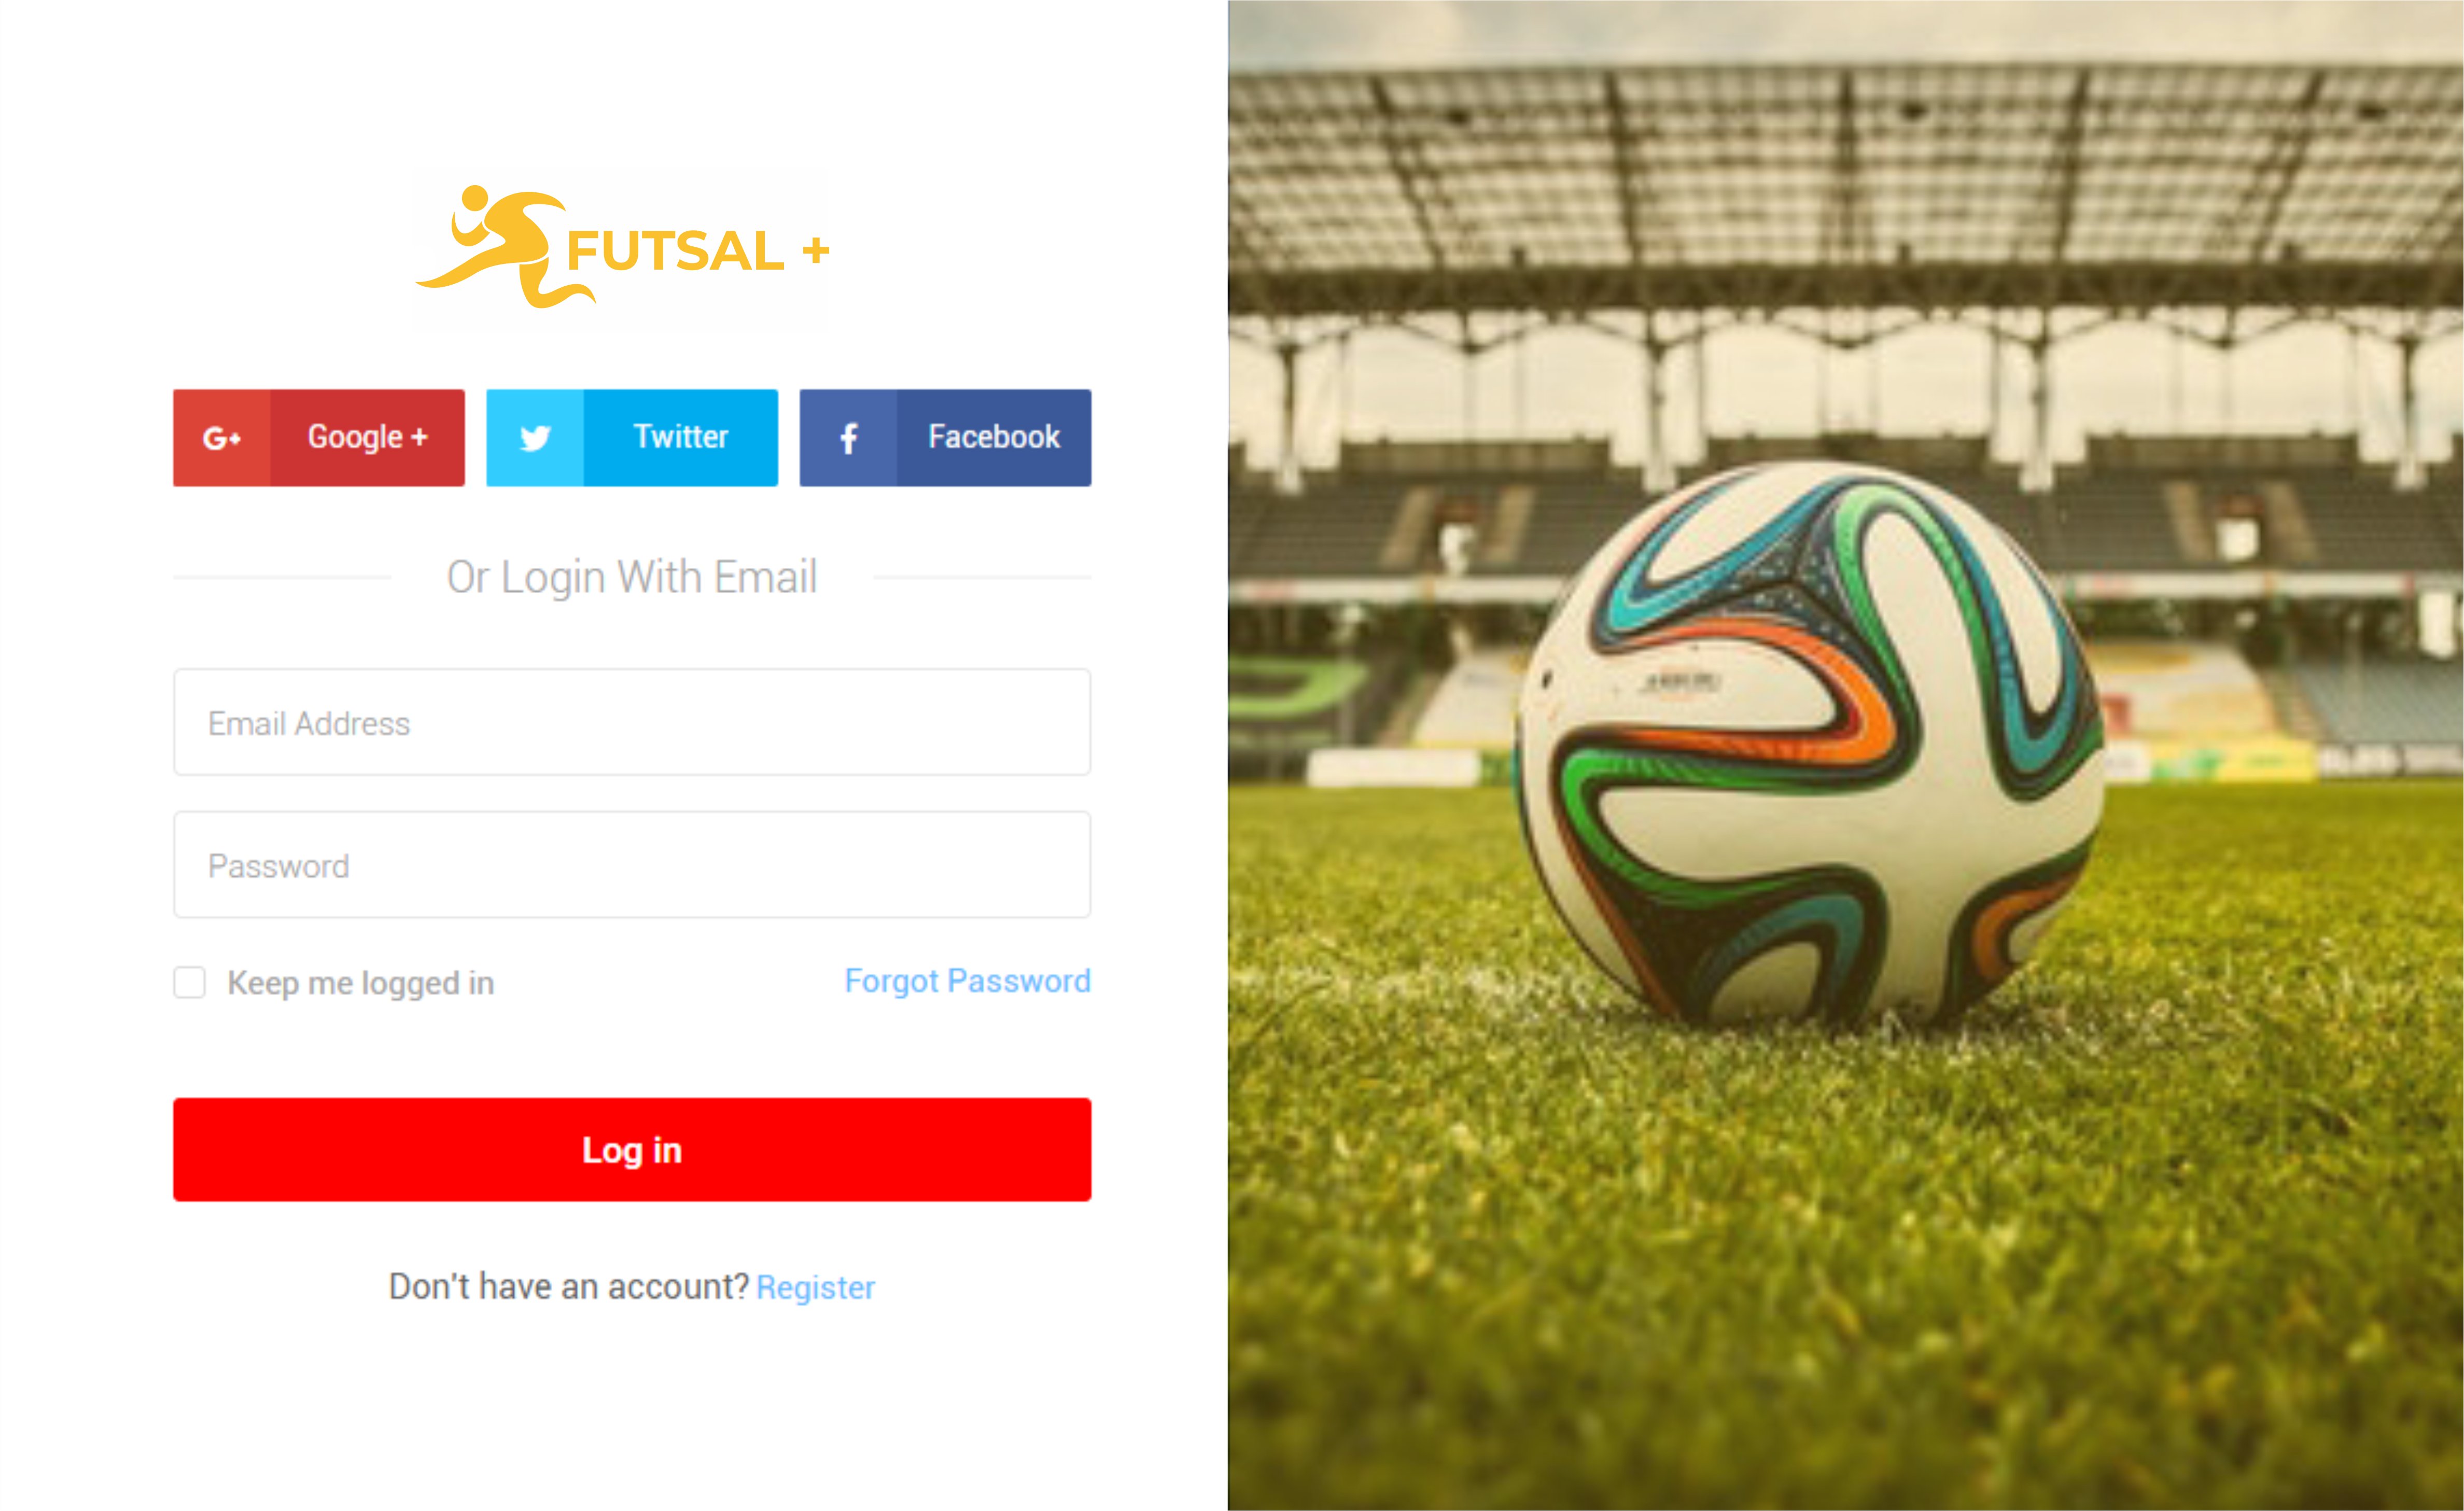 FUTSAL +
G+ Google + Twitter f Facebook
Or Login With Email
Email Address
Password
Keep me logged in Forgot Password
Log in
Don't have an account? Register